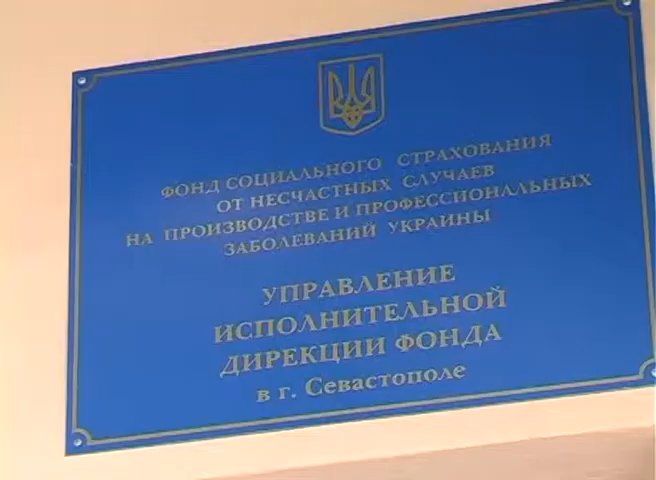 ФОНД СОЦИАЛЬНОГО СТРАХОВАНИЯ
ОТ НЕСЧАСТНЫХ СЛУЧАЕВ
НА ПРОИЗВОДСТВЕ И ПРОФЕССИОНАЛЬНЫХ
ЗАБОЛЕВАНИЙ УКРАИНЫ
УПРАВЛЕНИЕ
ИСПОЛНИТЕЛЬНОЙ
ДИРЕКЦИИ ФОНДА
в г. Севастополе